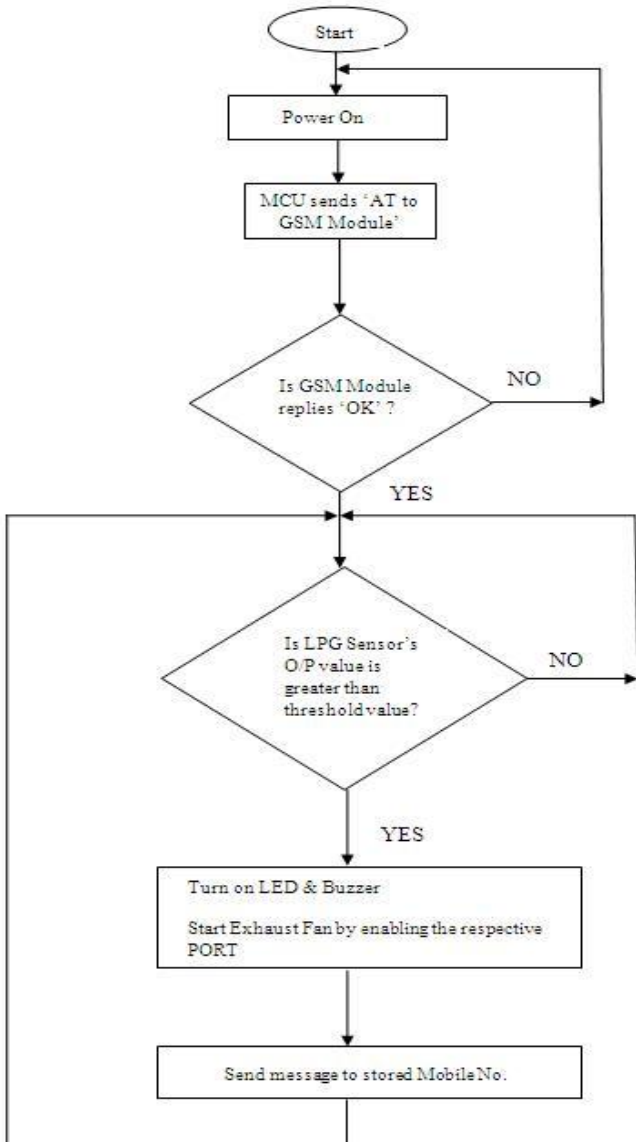 Start
Power On
MCU sends ‘AT to
GSM Module’
Is GSM Module
replies ‘OK’ ?
NO
YES
Is LPG Sensor’s
O/P value is
greater than
threshold value?
NO
YES
Turn on LED & Buzzer
Start Exhaust Fan by enabling the respective
PORT
Send message to stored Mobile No.